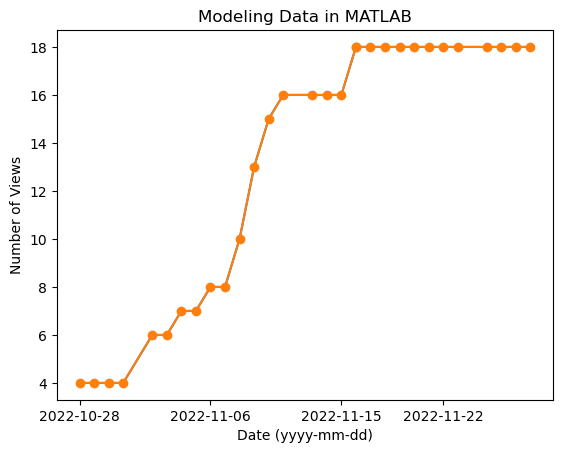 Modeling Data in MATLAB
18
16
14
12
10
8
6
4
Number of Views
2022-10-28 2022-11-06 2022-11-15 2022-11-22
Date (yyyy-mm-dd)